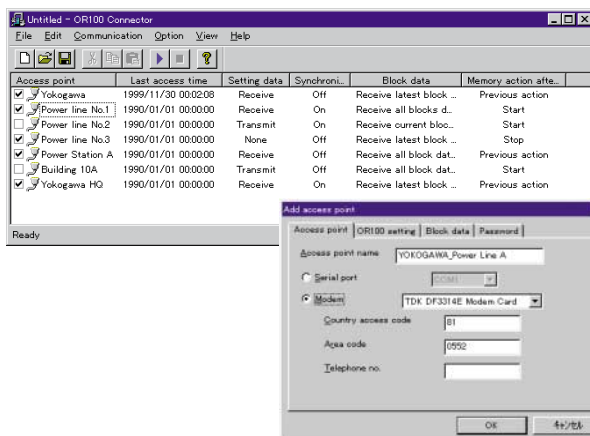 Untitled - OR100 Connector
File Edit Communication Option View Help
Access point Last access time Setting data Synchroni... Block data Memory action afte...
Yokogawa 1999/11/30 00:02:08 Receive Off Receive latest block ... Previous action
Power line No.1 1990/01/01 00:00:00 Receive On Receive all blocks d... Start
Power line No.2 1990/01/01 00:00:00 Transmit On Receive current bloc... Start
Power line No.3 1990/01/01 00:00:00 None Off Receive latest block ... Stop
Power Station A 1990/01/01 00:00:00 Receive Off Receive all block dat... Previous action
Building 10A 1990/01/01 00:00:00 Transmit Off Receive all block dat... Start
Yokogawa HQ 1990/01/01 00:00:00 Receive On Receive latest block ... Previous action
Ready
Add access point
Access point OR100 setting Block data Password
Access point name YOKOGAWA_Power Line A
Serial port COM1
Modem TDK DF3314E Modem Card
Country access code 81
Area code 0552
Telephone no.
OK キャンセル